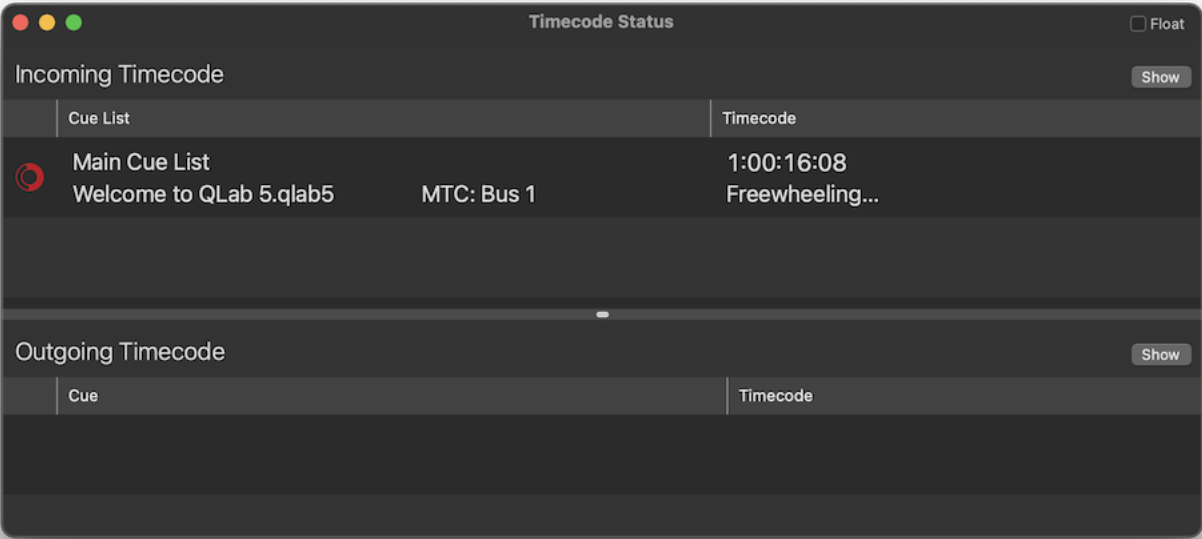 Timecode Status
Float
Incoming Timecode
Show
Cue List
Timecode
Main Cue List
1:00:16:08
Welcome to QLab 5.qlab5
MTC: Bus 1
Freewheeling...
Outgoing Timecode
Show
Cue
Timecode